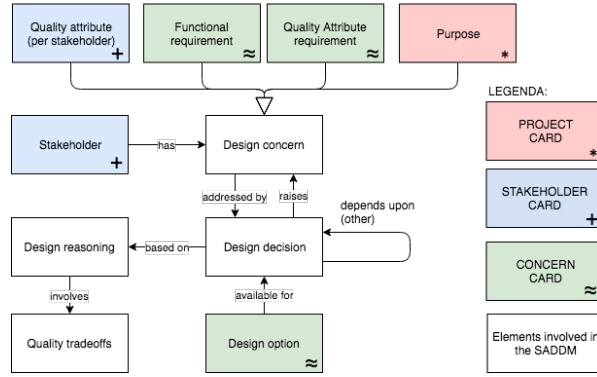 Quality attribute
(per stakeholder)
+
Functional
requirement
≈
Quality Attribute
requirement
≈
Purpose
*
LEGENDA:
PROJECT
CARD
*
Stakeholder
+
has
Design concern
STAKEHOLDER
CARD
+
addressed by
raises
depends upon
(other)
Design reasoning
based on
Design decision
CONCERN
CARD
≈
involves
available for
Quality tradeoffs
Design option
≈
Elements involved in
the SADDM